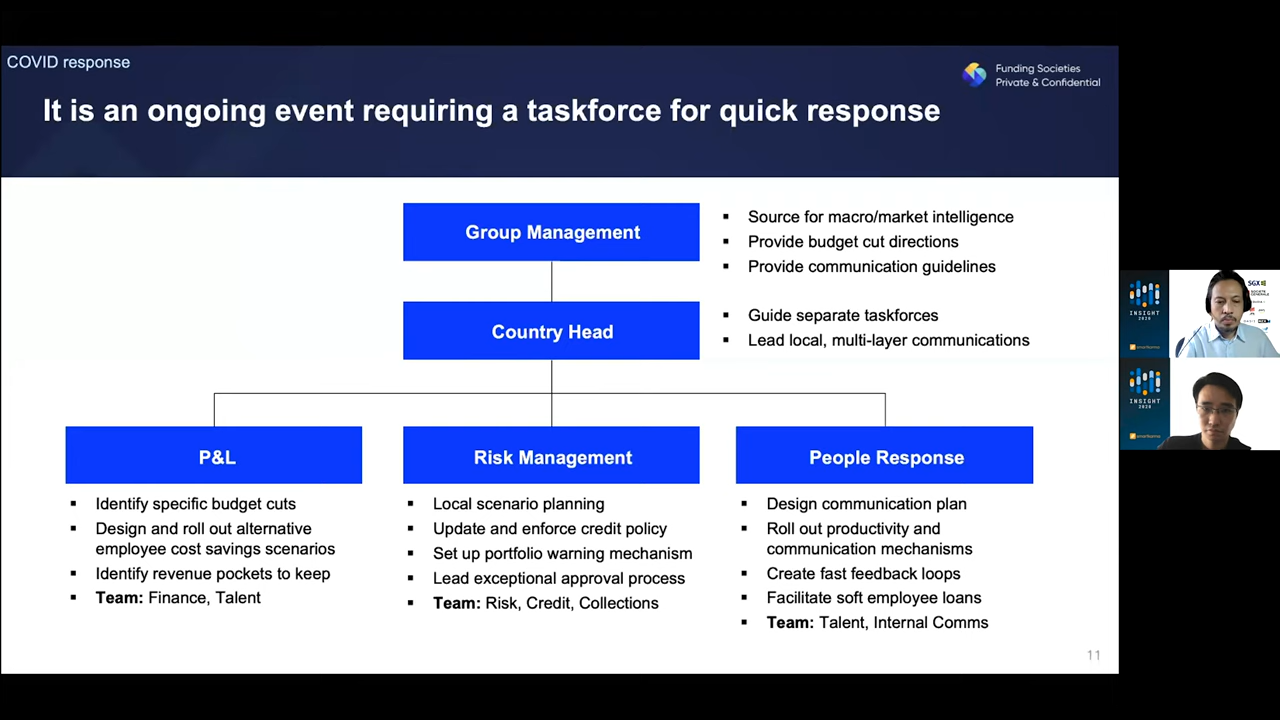 COVID response
Funding Societies
Private & Confidential
It is an ongoing event requiring a taskforce for quick response
Group Management
▪ Source for macro/market intelligence
▪ Provide budget cut directions
▪ Provide communication guidelines
Country Head
▪ Guide separate taskforces
▪ Lead local, multi-layer communications
P&L
▪ Identify specific budget cuts
▪ Design and roll out alternative
employee cost savings scenarios
▪ Identify revenue pockets to keep
▪ Team: Finance, Talent
Risk Management
▪ Local scenario planning
▪ Update and enforce credit policy
▪ Set up portfolio warning mechanism
▪ Lead exceptional approval process
▪ Team: Risk, Credit, Collections
People Response
▪ Design communication plan
▪ Roll out productivity and
communication mechanisms
▪ Create fast feedback loops
▪ Facilitate soft employee loans
▪ Team: Talent, Internal Comms
11
INSIGHT
2020
smartkarma
SGX
SOCIETE
GENERALE
INSIGHT
2020
smartkarma